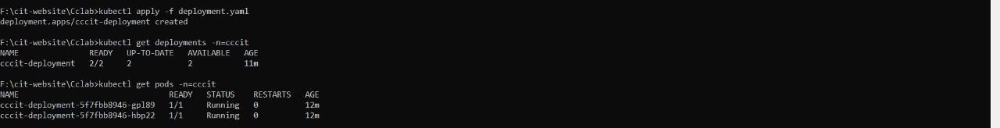 F:\cit-website\Cclab>kubectl apply -f deployment.yaml
deployment.apps/cccit-deployment created
F:\cit-website\Cclab>kubectl get deployments -n=cccit
NAME READY UP-TO-DATE AVAILABLE AGE
cccit-deployment 2/2 2 2 11m
F:\cit-website\Cclab>kubectl get pods -n=cccit
NAME READY STATUS RESTARTS AGE
cccit-deployment-5f7fbb8946-gpl89 1/1 Running 0 12m
cccit-deployment-5f7fbb8946-hbp22 1/1 Running 0 12m